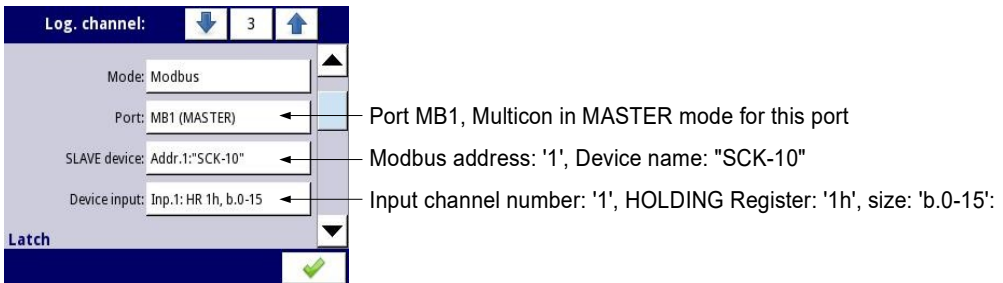 Log. channel: 3
Mode: Modbus
Port: MB1 (MASTER)
Port MB1, Multicon in MASTER mode for this port
SLAVE device: Addr.1:"SCK-10"
Modbus address: '1', Device name: "SCK-10"
Device input: Inp.1: HR 1h, b.0-15
Input channel number: '1', HOLDING Register: '1h', size: 'b.0-15':
Latch